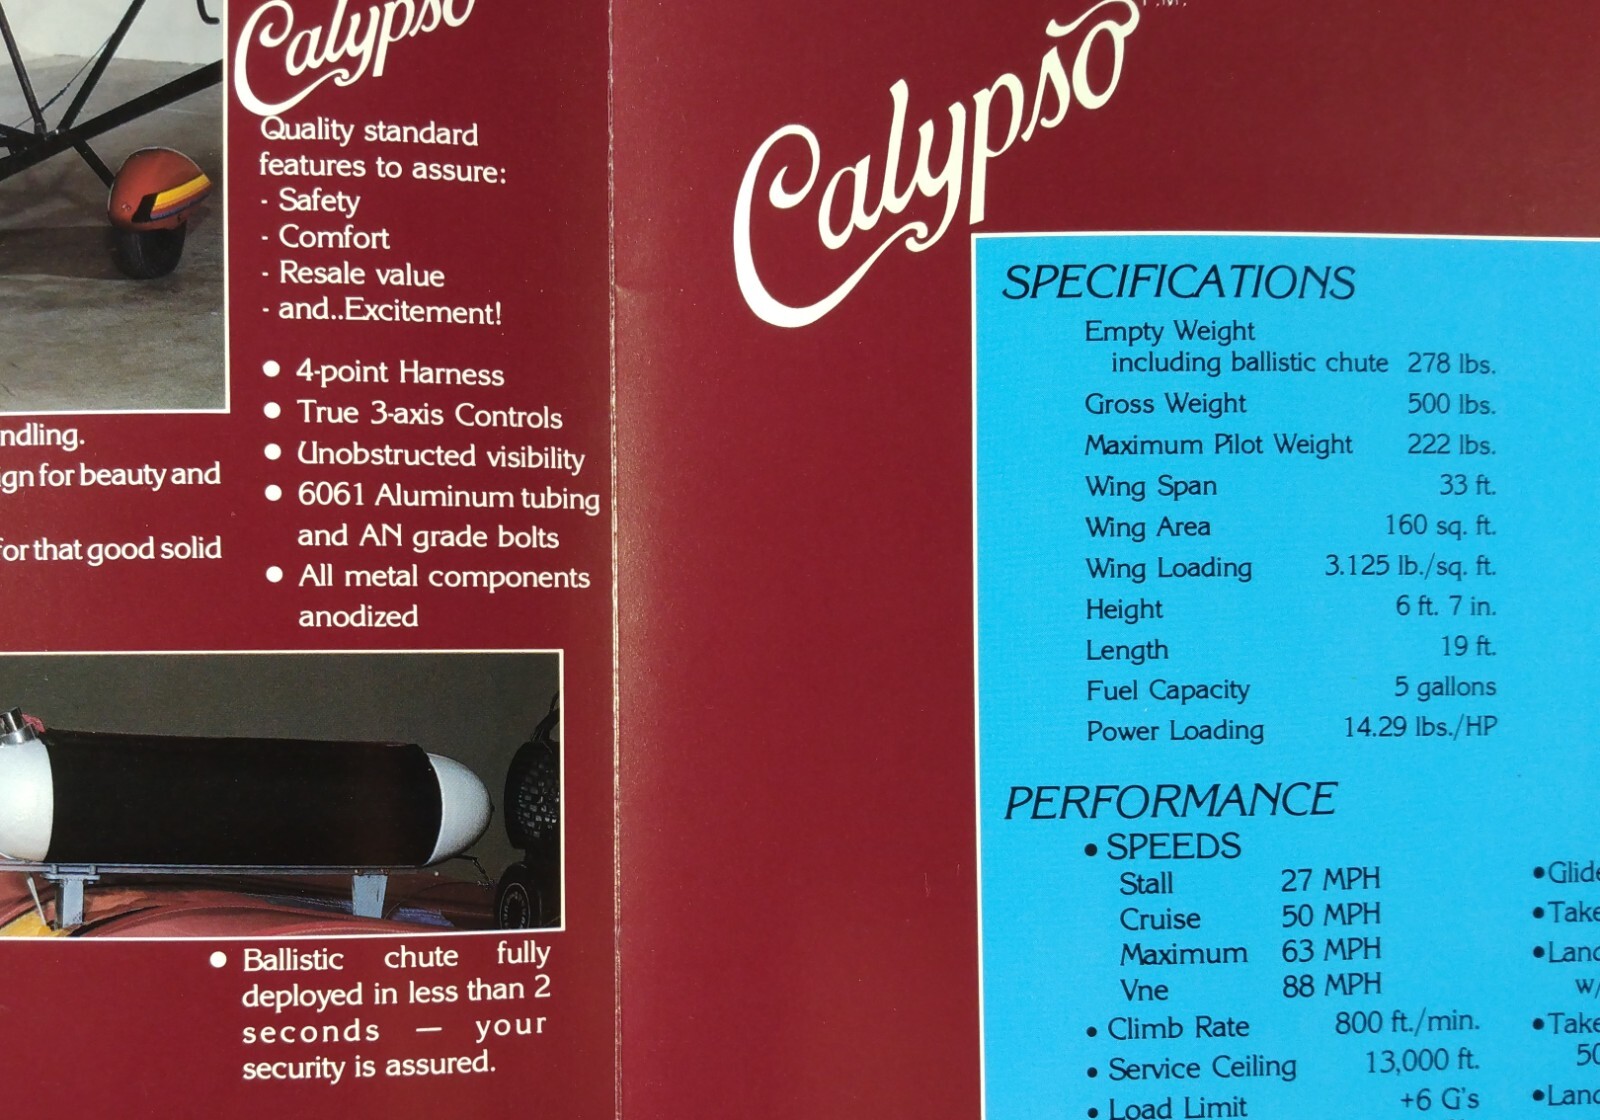 Calypso
Quality standard
features to assure:
- Safety
- Comfort
- Resale value
- and..Excitement!
● 4-point Harness
● True 3-axis Controls
● Unobstructed visibility
● 6061 Aluminum tubing
and AN grade bolts
● All metal components
anodized
ndling.
ign for beauty and
for that good solid
● Ballistic chute fully
deployed in less than 2
seconds — your
security is assured.
Calypso
SPECIFICATIONS
Empty Weight
including ballistic chute 278 lbs.
Gross Weight 500 lbs.
Maximum Pilot Weight 222 lbs.
Wing Span 33 ft.
Wing Area 160 sq. ft.
Wing Loading 3.125 lb./sq. ft.
Height 6 ft. 7 in.
Length 19 ft.
Fuel Capacity 5 gallons
Power Loading 14.29 lbs./HP
PERFORMANCE
● SPEEDS
Stall 27 MPH
Cruise 50 MPH
Maximum 63 MPH
Vne 88 MPH
● Climb Rate 800 ft./min.
● Service Ceiling 13,000 ft.
● Load Limit +6 G's
● Glide
● Take
● Land
w/
● Take
50
● Land